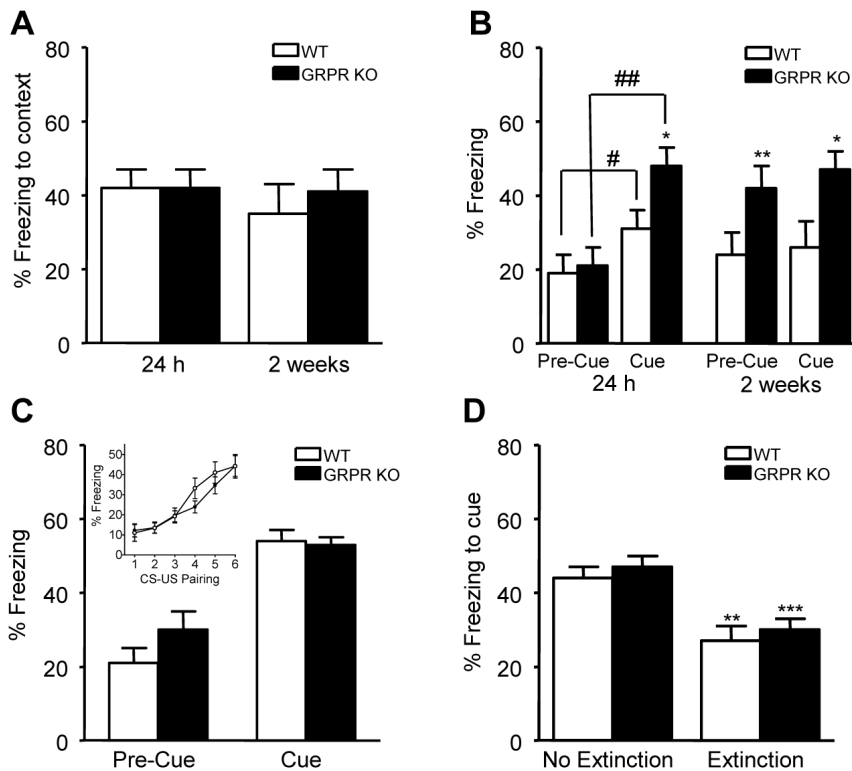 A
80
60
40
20
0
% Freezing to context
WT
GRPR KO
24 h
2 weeks
B
80
60
40
20
0
% Freezing
WT
GRPR KO
##
#
*
**
*
Pre-Cue Cue Pre-Cue Cue
24 h 2 weeks
C
80
60
40
20
0
% Freezing
WT
GRPR KO
50
40
30
20
10
0
% Freezing
1 2 3 4 5 6
CS-US Pairing
Pre-Cue Cue
D
80
60
40
20
0
% Freezing to cue
WT
GRPR KO
** ***
No Extinction Extinction